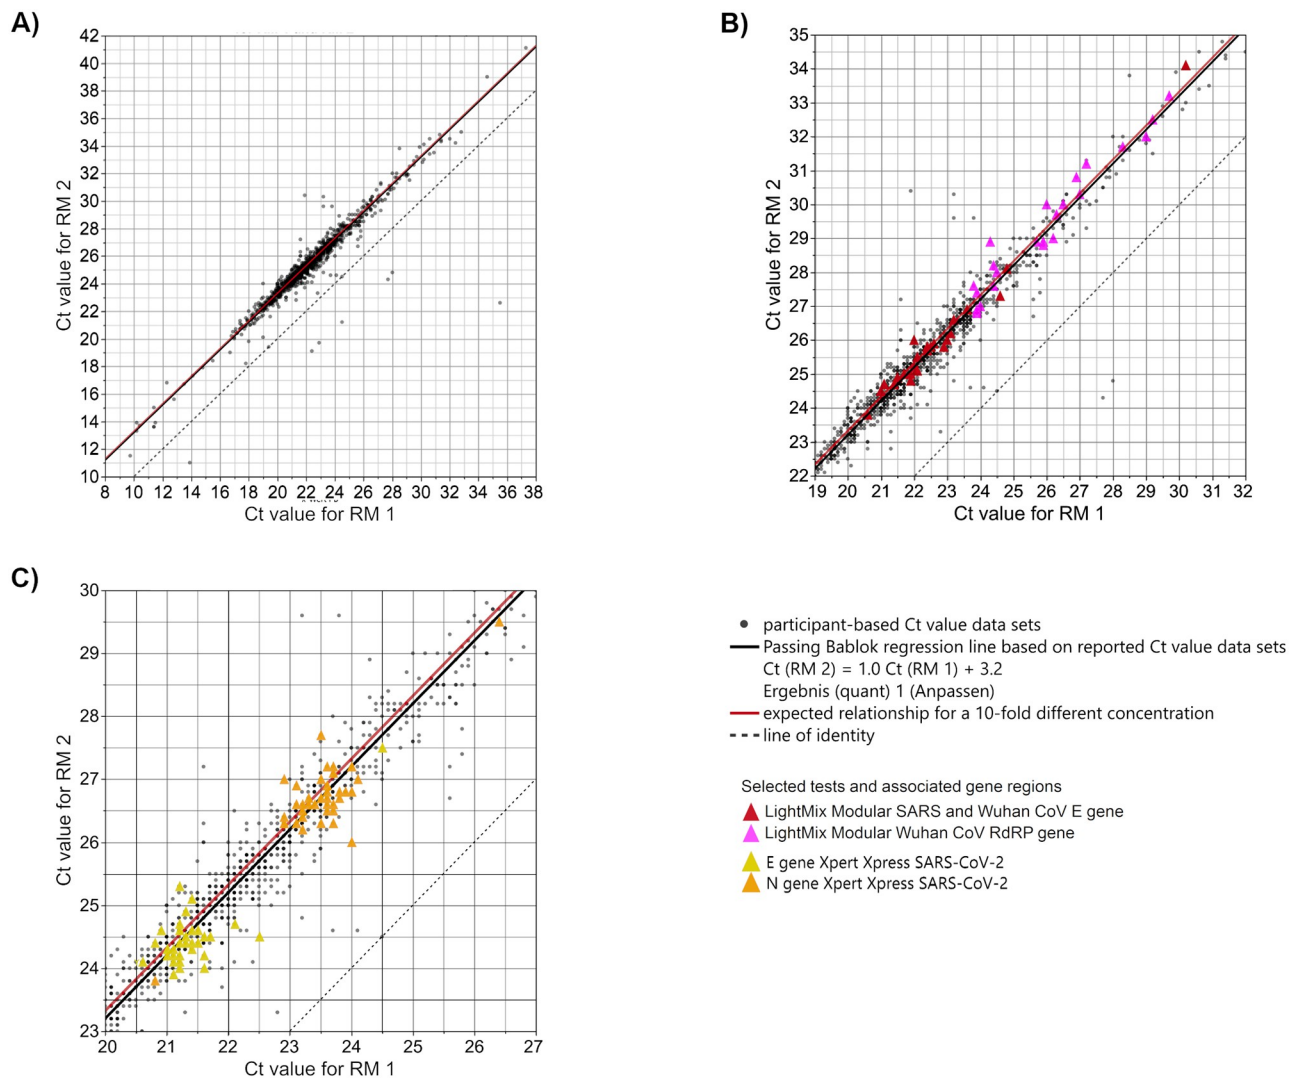 A)
42
40
38
36
34
32
30
28
26
24
22
20
18
16
14
12
10
Ct value for RM 2
8 10 12 14 16 18 20 22 24 26 28 30 32 34 36 38
Ct value for RM 1
B)
35
34
33
32
31
30
29
28
27
26
25
24
23
22
Ct value for RM 2
19 20 21 22 23 24 25 26 27 28 29 30 31 32
Ct value for RM 1
C)
30
29
28
27
26
25
24
23
Ct value for RM 2
20 21 22 23 24 25 26 27
Ct value for RM 1
participant-based Ct value data sets
Passing Bablok regression line based on reported Ct value data sets
Ct (RM 2) = 1.0 Ct (RM 1) + 3.2
Ergebnis (quant) 1 (Anpassen)
expected relationship for a 10-fold different concentration
line of identity
Selected tests and associated gene regions
LightMix Modular SARS and Wuhan CoV E gene
LightMix Modular Wuhan CoV RdRP gene
E gene Xpert Xpress SARS-CoV-2
N gene Xpert Xpress SARS-CoV-2